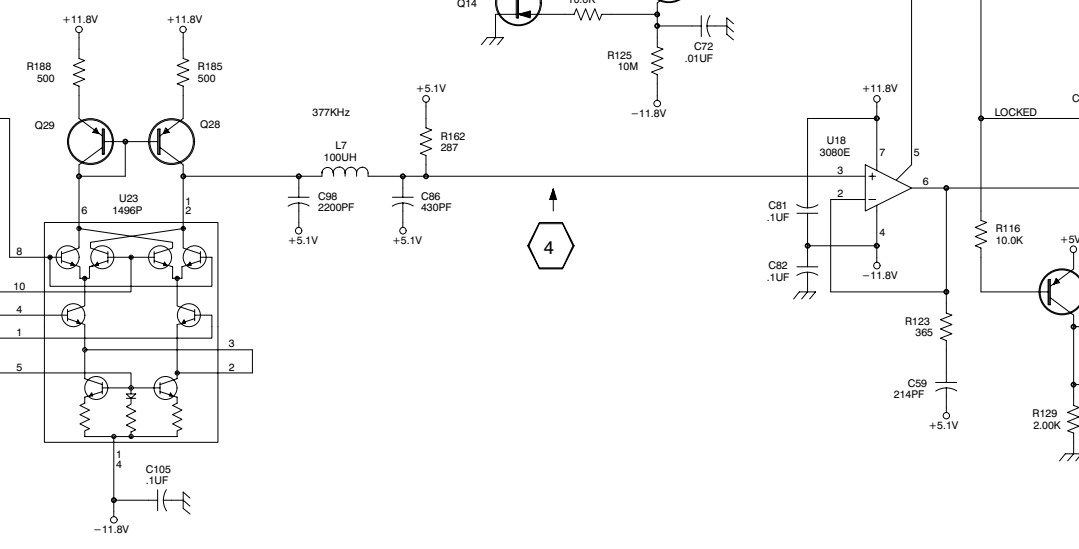 Q14
+11.8V
+11.8V
R188
500
R185
500
Q29
Q28
377KHz
L7
100UH
+5.1V
R162
287
R125
10M
C72
.01UF
−11.8V
+11.8V
U18
3080E
7
5
3
+
2
−
6
4
LOCKED
U23
1496P
6
1
2
C98
2200PF
+5.1V
C86
430PF
+5.1V
4
C81
.1UF
C82
.1UF
−11.8V
R116
10.0K
8
10
4
1
5
3
2
R123
365
C59
214PF
+5.1V
R129
2.00K
1
4
C105
.1UF
−11.8V